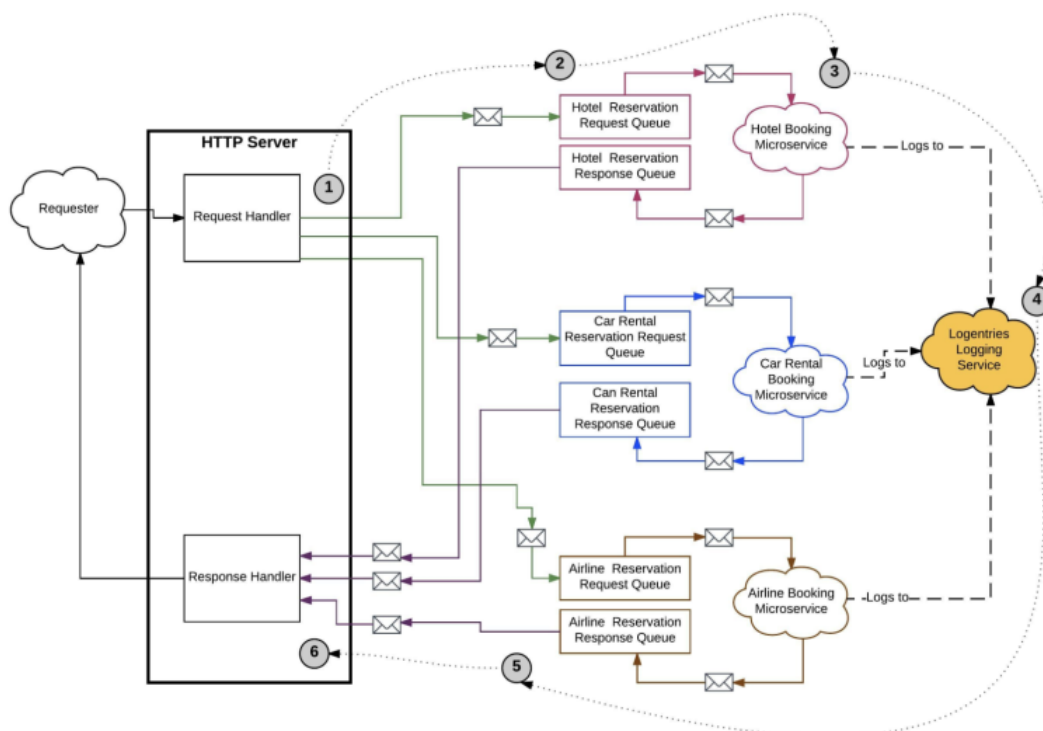 2
3
Hotel Reservation
Request Queue
HTTP Server
Hotel Booking
Microservice
Logs to
Hotel Reservation
Response Queue
1
Requester
Request Handler
4
Car Rental
Reservation Request
Queue
Logentries
Logging
Service
Car Rental
Booking
Microservice
Logs to
Can Rental
Reservation
Response Queue
Response Handler
Airline Reservation
Request Queue
Airline Booking
Microservice
Logs to
Airline Reservation
Response Queue
6
5